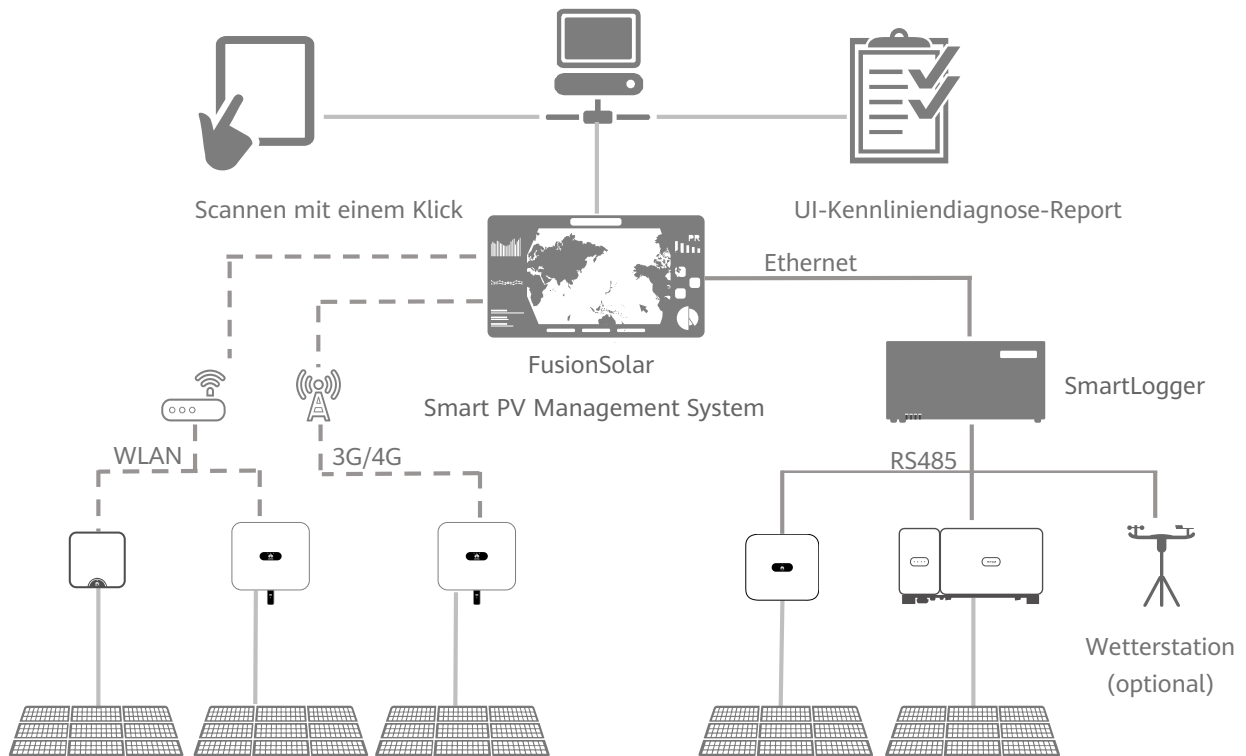 Scannen mit einem Klick
UI-Kennliniendiagnose-Report
Ethernet
FusionSolar
Smart PV Management System
SmartLogger
WLAN
3G/4G
RS485
Wetterstation
(optional)